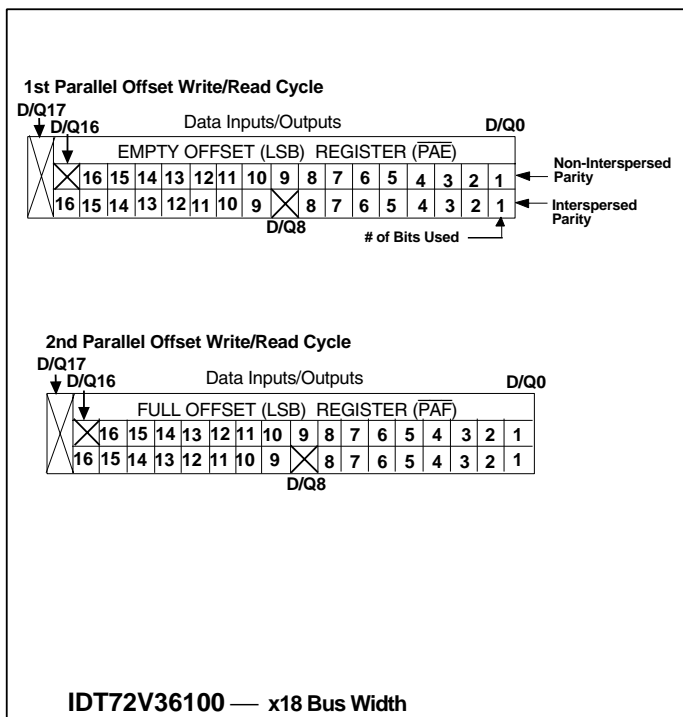 1st Parallel Offset Write/Read Cycle
D/Q17
D/Q16 Data Inputs/Outputs D/Q0
EMPTY OFFSET (LSB) REGISTER (PAE)
16 15 14 13 12 11 10 9 8 7 6 5 4 3 2 1 Non-Interspersed Parity
16 15 14 13 12 11 10 9 8 7 6 5 4 3 2 1 Interspersed Parity
D/Q8
# of Bits Used
2nd Parallel Offset Write/Read Cycle
D/Q17
D/Q16 Data Inputs/Outputs D/Q0
FULL OFFSET (LSB) REGISTER (PAF)
16 15 14 13 12 11 10 9 8 7 6 5 4 3 2 1
16 15 14 13 12 11 10 9 8 7 6 5 4 3 2 1
D/Q8
IDT72V36100 — x18 Bus Width